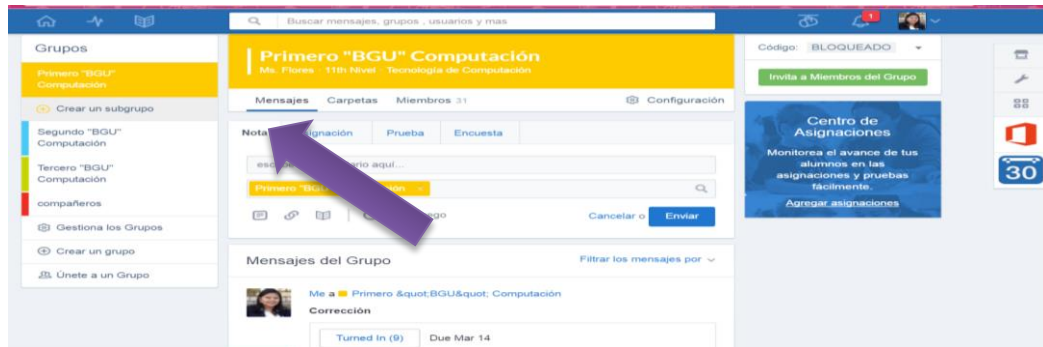 Buscar mensajes, grupos , usuarios y mas
Grupos
Primero "BGU"
Computación
Crear un subgrupo
Segundo "BGU"
Computación
Tercero "BGU"
Computación
compañeros
Gestiona los Grupos
Crear un grupo
Únete a un Grupo
Primero "BGU" Computación
Ms. Flores · 11th Nivel · Tecnología de Computación
Mensajes Carpetas Miembros 31 Configuración
Prueba Encuesta
aquí...
Primero
Cancelar o Enviar
Mensajes del Grupo Filtrar los mensajes por
Me a Primero &quot;BGU&quot; Computación
Corrección
Turned In (9) Due Mar 14
Código: BLOQUEADO
Invita a Miembros del Grupo
Centro de
Asignaciones
Monitorea el avance de tus
alumnos en las
asignaciones y pruebas
fácilmente.
Agregar asignaciones
30